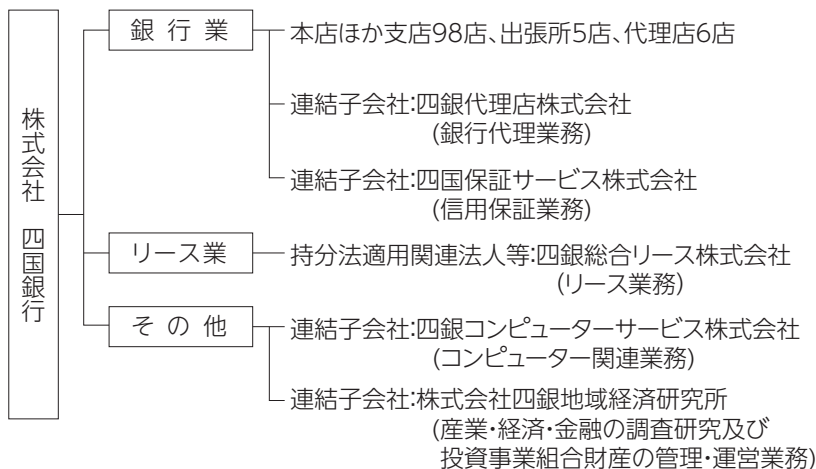 株式会社 四国銀行
銀行業
本店ほか支店98店、出張所5店、代理店6店
連結子会社:四銀代理店株式会社
(銀行代理業務)
連結子会社:四国保証サービス株式会社
(信用保証業務)
リース業
持分法適用関連法人等:四銀総合リース株式会社
(リース業務)
その他
連結子会社:四銀コンピューターサービス株式会社
(コンピューター関連業務)
連結子会社:株式会社四銀地域経済研究所
(産業・経済・金融の調査研究及び
投資事業組合財産の管理・運営業務)